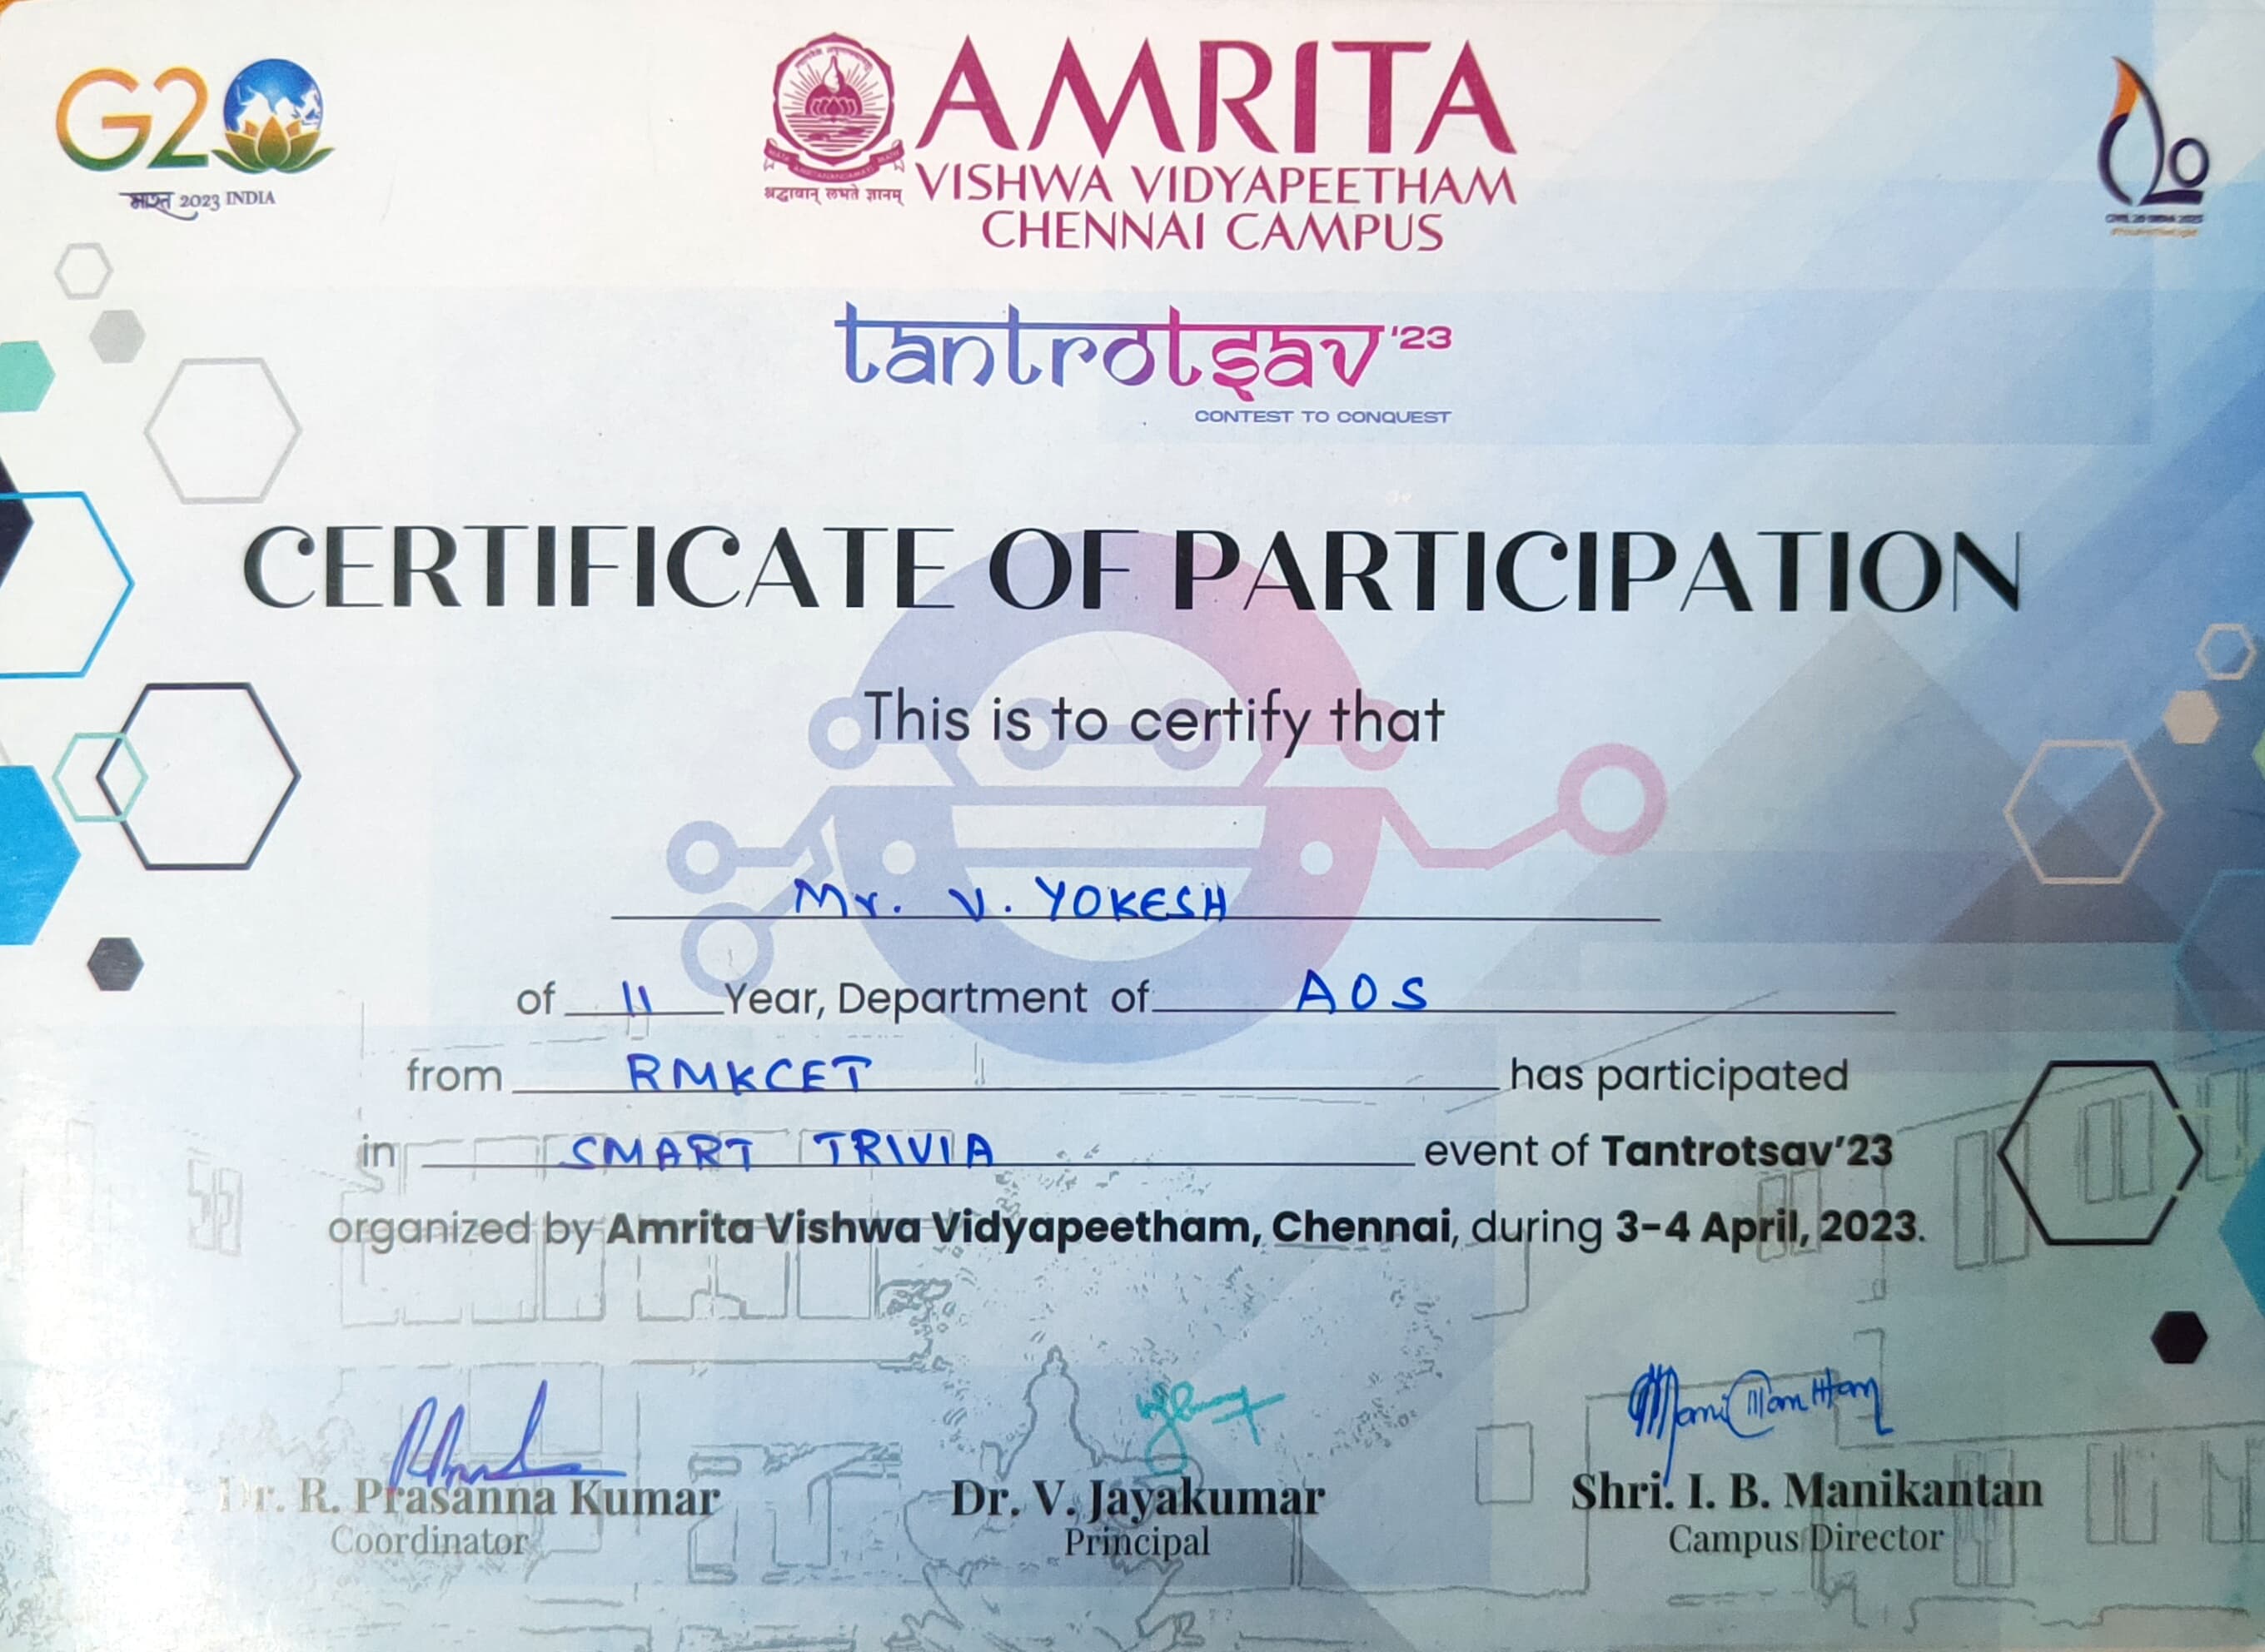 G20
भारत 2023 INDIA
श्रद्धावान् लभते ज्ञानम्
AMRITA
VISHWA VIDYAPEETHAM
CHENNAI CAMPUS
tantrotsav '23
CONTEST TO CONQUEST
CERTIFICATE OF PARTICIPATION
This is to certify that
Mr. V. YOKESH
of 11 Year, Department of AOS
from RMKCET has participated
in SMART TRIVIA event of Tantrotsav'23
organized by Amrita Vishwa Vidyapeetham, Chennai, during 3-4 April, 2023.
Dr. R. Prasanna Kumar Dr. V. Jayakumar Shri. I. B. Manikantan
Coordinator Principal Campus Director